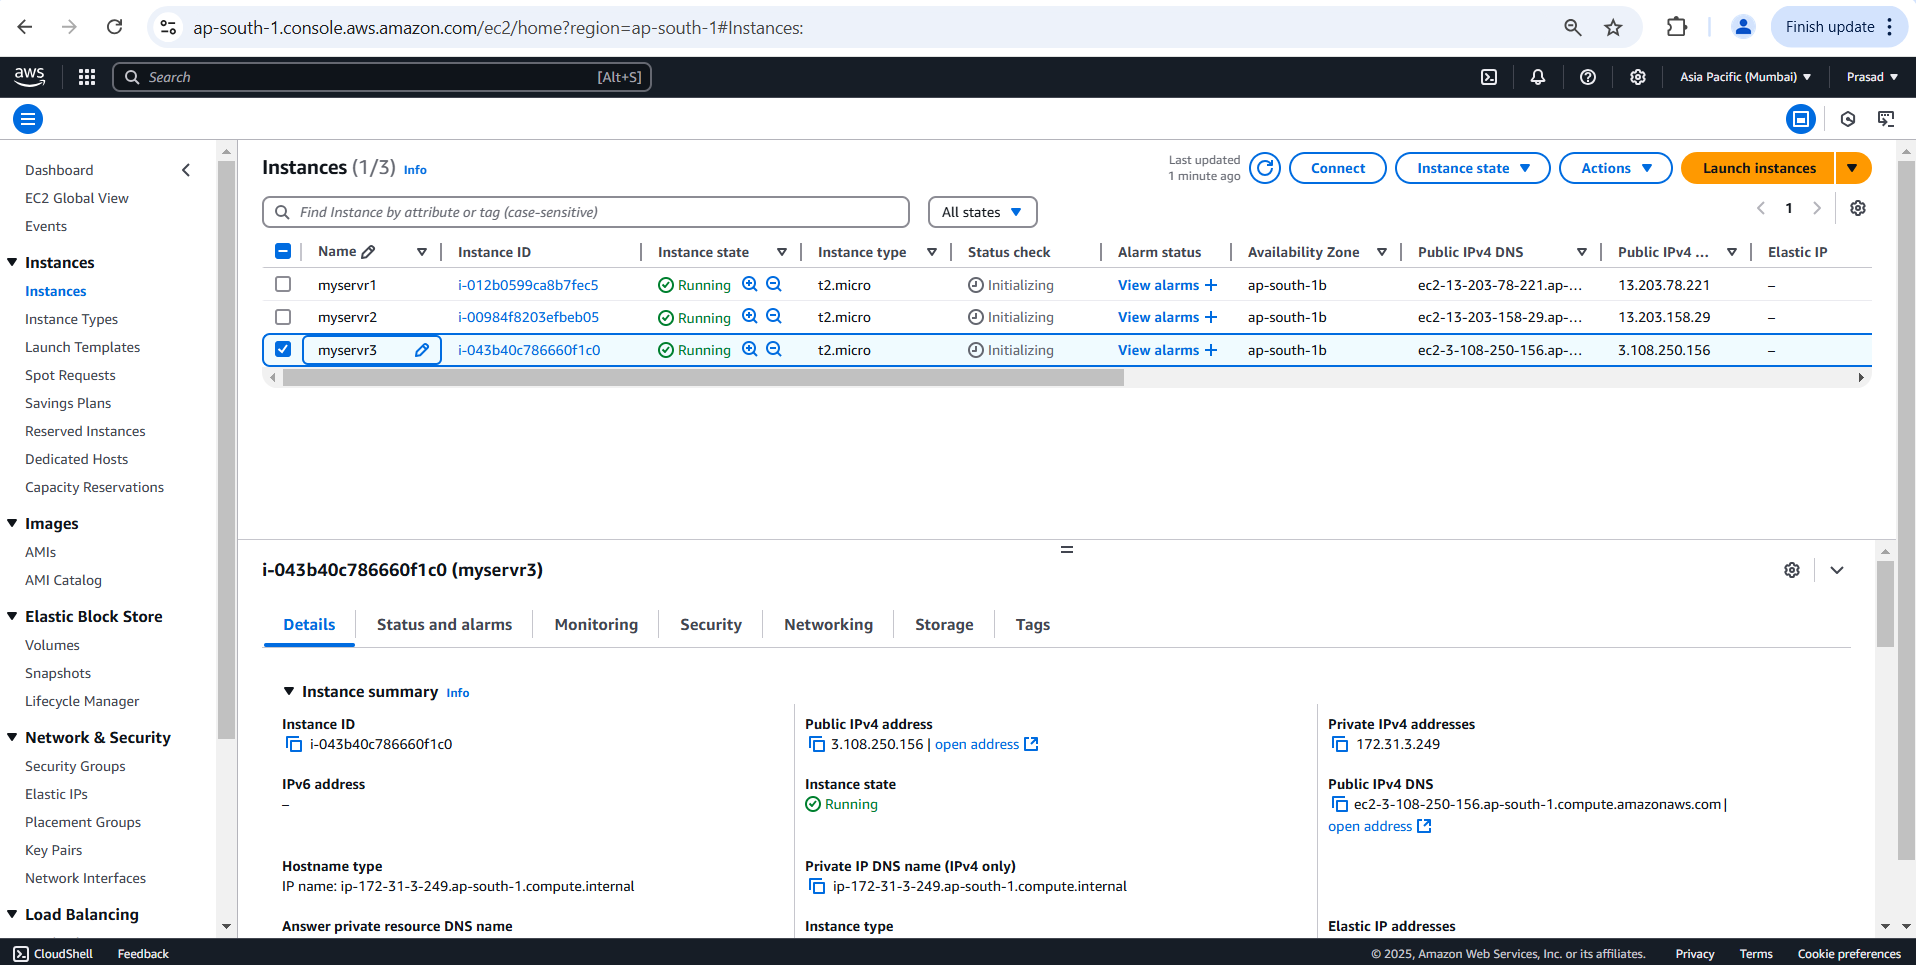 ap-south-1.console.aws.amazon.com/ec2/home?region=ap-south-1#Instances:
Finish update
aws
Search
[Alt+S]
Asia Pacific (Mumbai)
Prasad
Dashboard
EC2 Global View
Events
Instances
Instances
Instance Types
Launch Templates
Spot Requests
Savings Plans
Reserved Instances
Dedicated Hosts
Capacity Reservations
Images
AMIs
AMI Catalog
Elastic Block Store
Volumes
Snapshots
Lifecycle Manager
Network & Security
Security Groups
Elastic IPs
Placement Groups
Key Pairs
Network Interfaces
Load Balancing
Instances (1/3) Info
Last updated
1 minute ago
Connect
Instance state
Actions
Launch instances
Find Instance by attribute or tag (case-sensitive)
All states
1
Name Instance ID Instance state Instance type Status check Alarm status Availability Zone Public IPv4 DNS Public IPv4 ... Elastic IP
myservr1 i-012b0599ca8b7fec5 Running t2.micro Initializing View alarms + ap-south-1b ec2-13-203-78-221.ap-... 13.203.78.221 –
myservr2 i-00984f8203efbeb05 Running t2.micro Initializing View alarms + ap-south-1b ec2-13-203-158-29.ap-... 13.203.158.29 –
myservr3 i-043b40c786660f1c0 Running t2.micro Initializing View alarms + ap-south-1b ec2-3-108-250-156.ap-... 3.108.250.156 –
i-043b40c786660f1c0 (myservr3)
Details Status and alarms Monitoring Security Networking Storage Tags
Instance summary Info
Instance ID
i-043b40c786660f1c0
Public IPv4 address
3.108.250.156 | open address
Private IPv4 addresses
172.31.3.249
IPv6 address
–
Instance state
Running
Public IPv4 DNS
ec2-3-108-250-156.ap-south-1.compute.amazonaws.com |
open address
Hostname type
IP name: ip-172-31-3-249.ap-south-1.compute.internal
Private IP DNS name (IPv4 only)
ip-172-31-3-249.ap-south-1.compute.internal
Answer private resource DNS name
Instance type
Elastic IP addresses
CloudShell
Feedback
© 2025, Amazon Web Services, Inc. or its affiliates.
Privacy
Terms
Cookie preferences